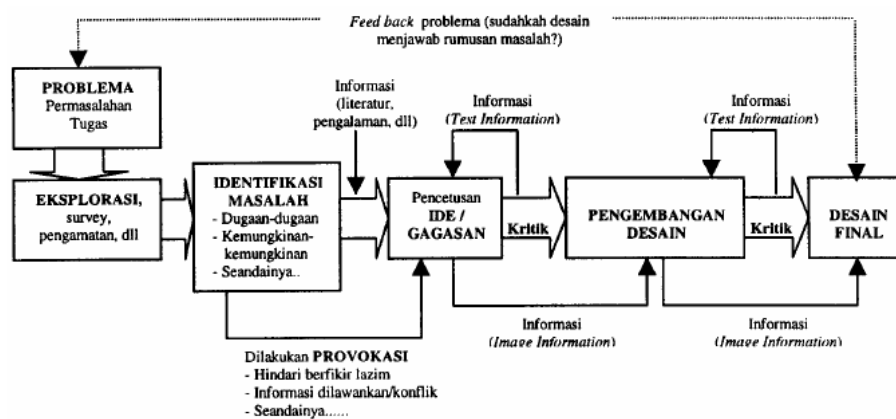 Feed back problema (sudahkah desain
menjawab rumusan masalah?)
PROBLEMA
Permasalahan
Tugas
EKSPLORASI,
survey,
pengamatan, dll
IDENTIFIKASI
MASALAH
- Dugaan-dugaan
- Kemungkinan-
kemungkinan
- Seandainya..
Informasi
(literatur,
pengalaman, dll)
Informasi
(Test Information)
Pencetusan
IDE /
GAGASAN
Kritik
PENGEMBANGAN
DESAIN
Informasi
(Test Information)
Kritik
DESAIN
FINAL
Informasi
(Image Information)
Informasi
(Image Information)
Dilakukan PROVOKASI
- Hindari berfikir lazim
- Informasi dilawankan/konflik
- Seandainya......